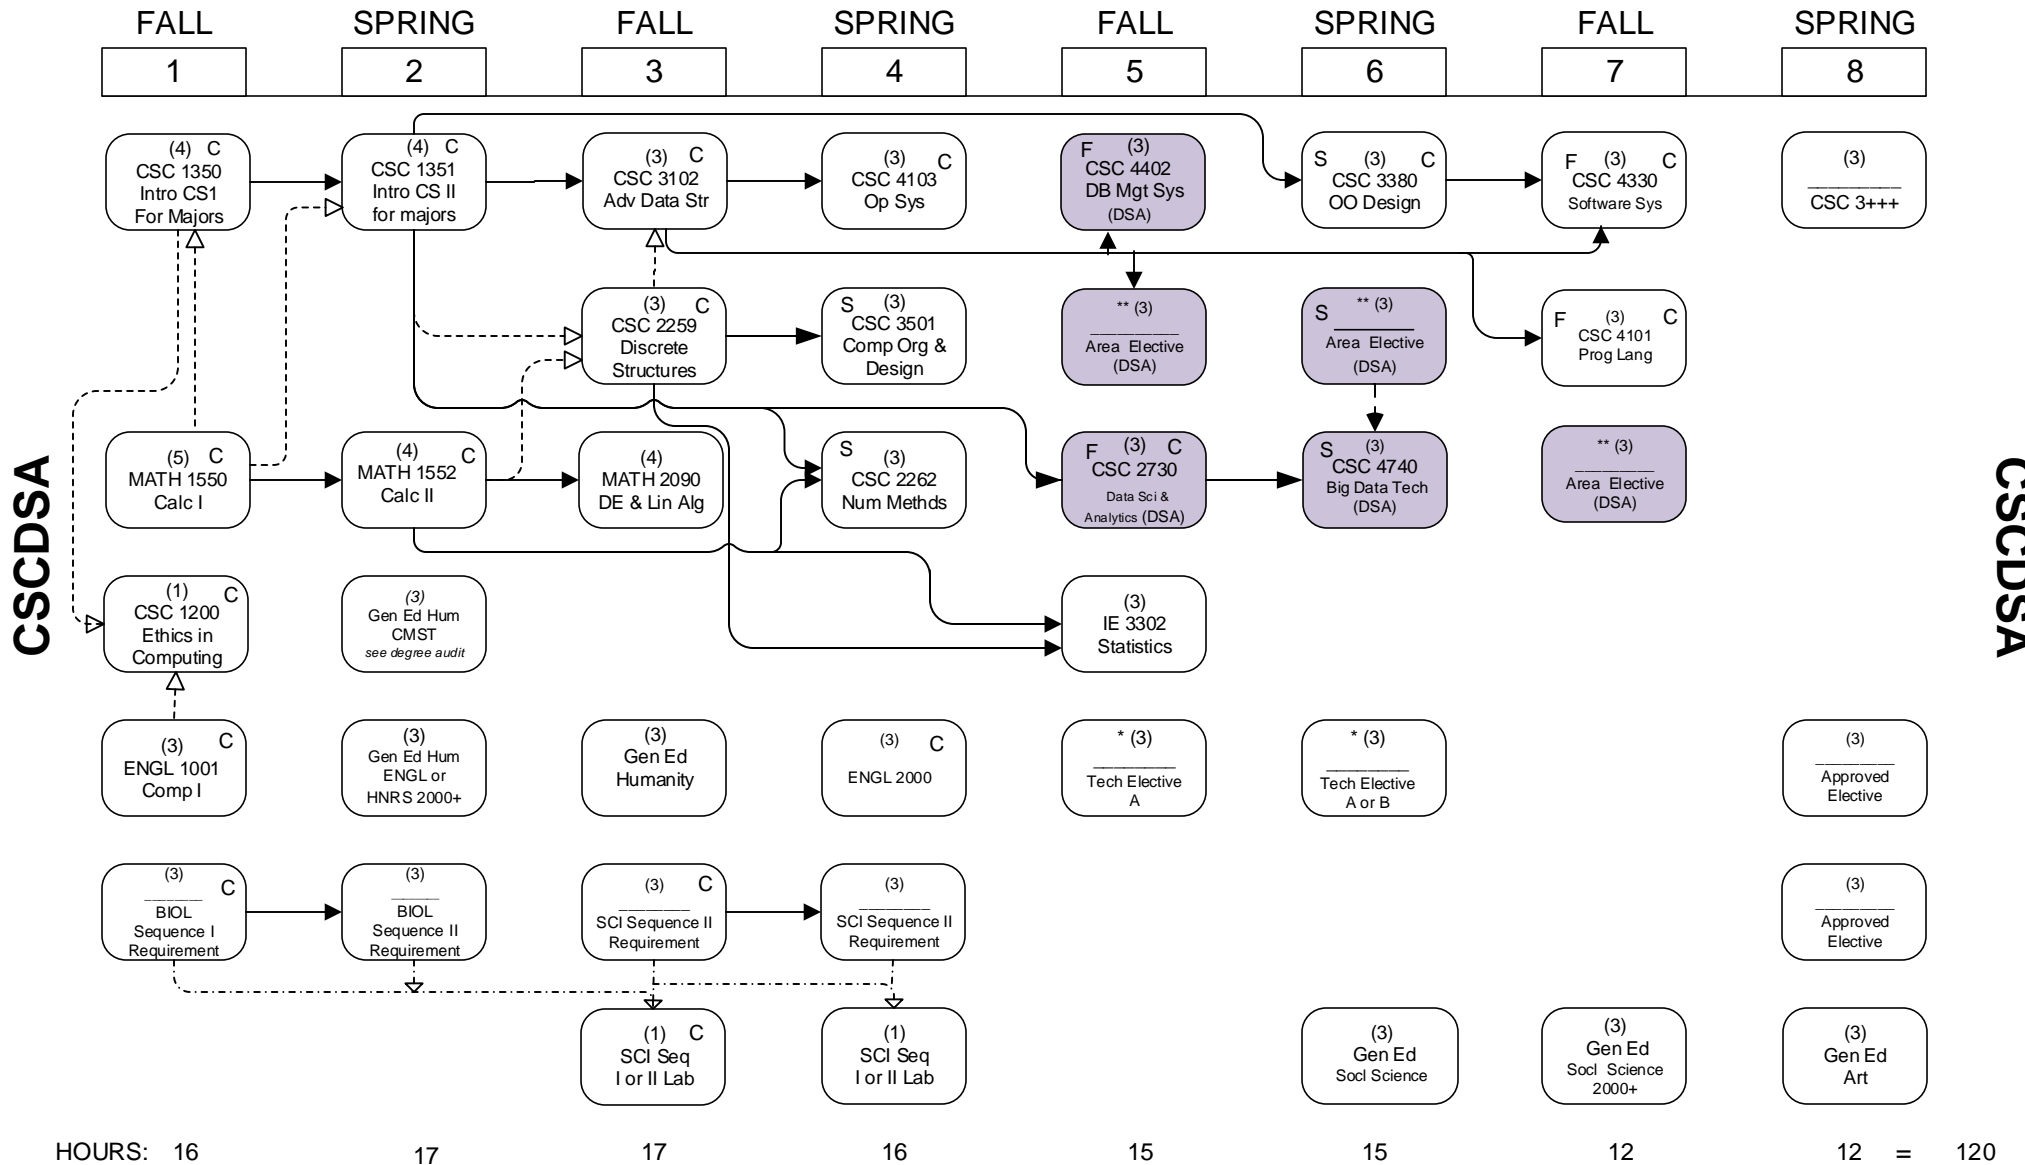 FALL
SPRING
FALL
SPRING
FALL
SPRING
FALL
SPRING
1
2
3
4
5
6
7
8
(4) C
CSC 1350
Intro CS1
For Majors
(4) C
CSC 1351
Intro CS II
for majors
(3) C
CSC 3102
Adv Data Str
(3) C
CSC 4103
Op Sys
F (3)
CSC 4402
DB Mgt Sys
(DSA)
S (3) C
CSC 3380
OO Design
F (3) C
CSC 4330
Software Sys
(3)
__________
CSC 3+++
(3) C
CSC 2259
Discrete
Structures
S (3)
CSC 3501
Comp Org &
Design
** (3)
__________
Area Elective
(DSA)
S ** (3)
__________
Area Elective
(DSA)
F (3) C
CSC 4101
Prog Lang
CSCDSA
(5) C
MATH 1550
Calc I
(4) C
MATH 1552
Calc II
(4)
MATH 2090
DE & Lin Alg
S (3)
CSC 2262
Num Methds
F (3) C
CSC 2730
Data Sci &
Analytics (DSA)
S (3)
CSC 4740
Big Data Tech
(DSA)
** (3)
_________
Area Elective
(DSA)
CSCDSA
(1) C
CSC 1200
Ethics in
Computing
(3)
Gen Ed Hum
CMST
see degree audit
(3)
IE 3302
Statistics
(3) C
ENGL 1001
Comp I
(3)
Gen Ed Hum
ENGL or
HNRS 2000+
(3)
Gen Ed
Humanity
(3) C
ENGL 2000
* (3)
________
Tech Elective
A
* (3)
________
Tech Elective
A or B
(3)
_________
Approved
Elective
(3) C
_______
BIOL
Sequence I
Requirement
(3)
______
BIOL
Sequence II
Requirement
(3) C
_________
SCI Sequence II
Requirement
(3)
_________
SCI Sequence II
Requirement
(3)
_________
Approved
Elective
(1) C
SCI Seq
I or II Lab
(1)
SCI Seq
I or II Lab
(3)
Gen Ed
Socl Science
(3)
Gen Ed
Socl Science
2000+
(3)
Gen Ed
Art
HOURS: 16 17 17 16 15 15 12 12 = 120